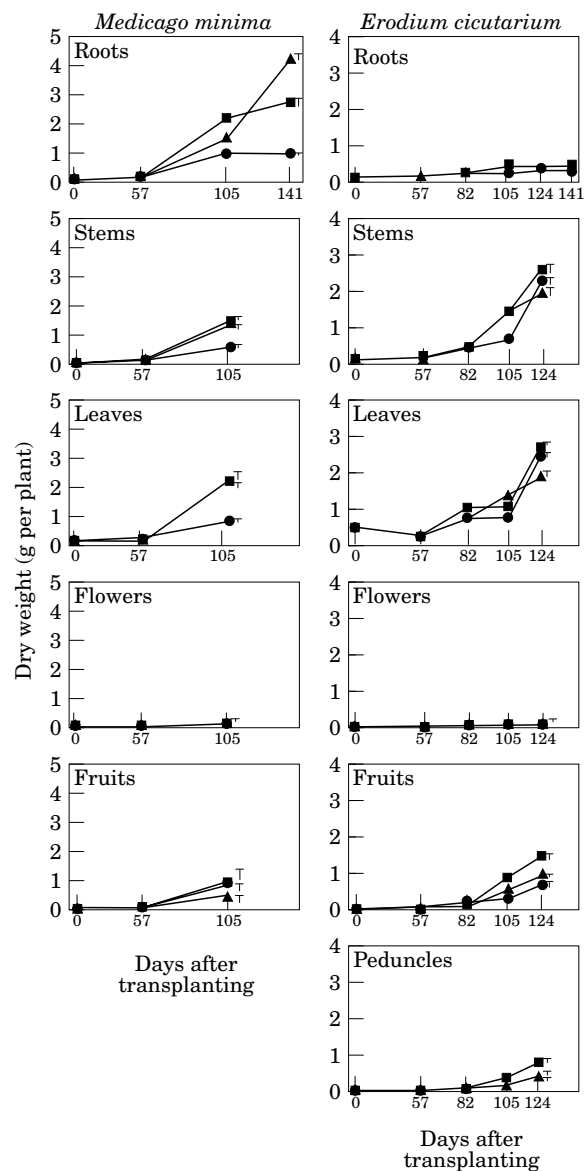 Medicago minima
Erodium cicutarium
Dry weight (g per plant)
Roots
5
4
3
2
1
0
0 57 105 141
Roots
4
3
2
1
0
0 57 82 105 124 141
Stems
5
4
3
2
1
0
0 57 105
Stems
4
3
2
1
0
0 57 82 105 124
Leaves
5
4
3
2
1
0
0 57 105
Leaves
4
3
2
1
0
0 57 82 105 124
Flowers
5
4
3
2
1
0
0 57 105
Flowers
4
3
2
1
0
0 57 82 105 124
Fruits
5
4
3
2
1
0
0 57 105
Fruits
4
3
2
1
0
0 57 82 105 124
Days after
transplanting
Peduncles
4
3
2
1
0
0 57 82 105 124
Days after
transplanting